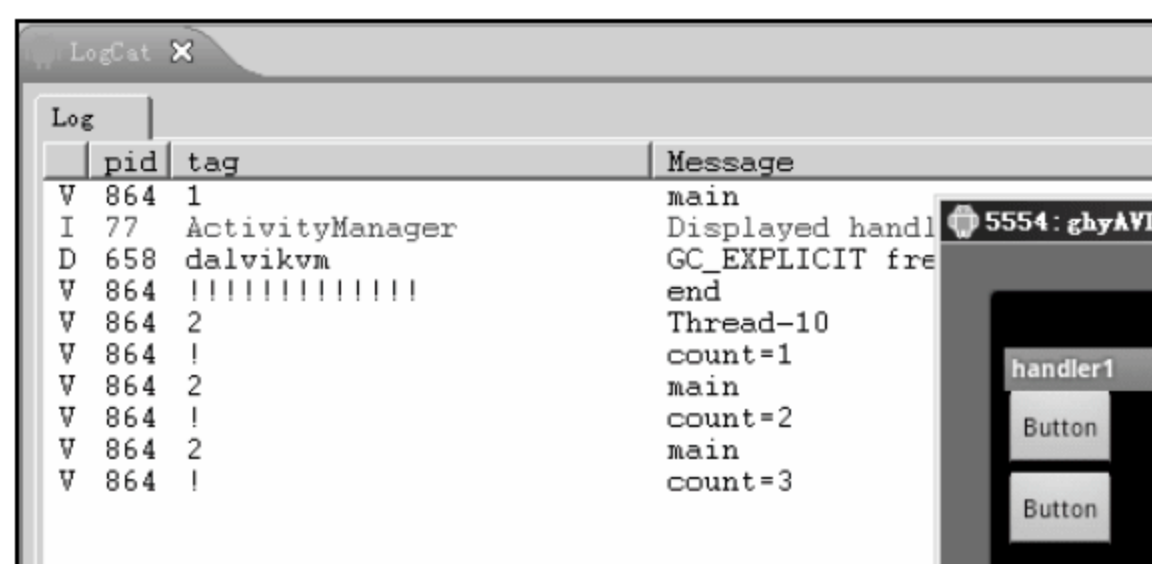 LogCat
Log
pid tag Message
V 864 1 main
I 77 ActivityManager Displayed handl
D 658 dalvikvm GC_EXPLICIT fre
V 864 !!!!!!!!!!!!! end
V 864 2 Thread-10
V 864 ! count=1
V 864 2 main
V 864 ! count=2
V 864 2 main
V 864 ! count=3
5554:ghyAVI
handler1
Button
Button